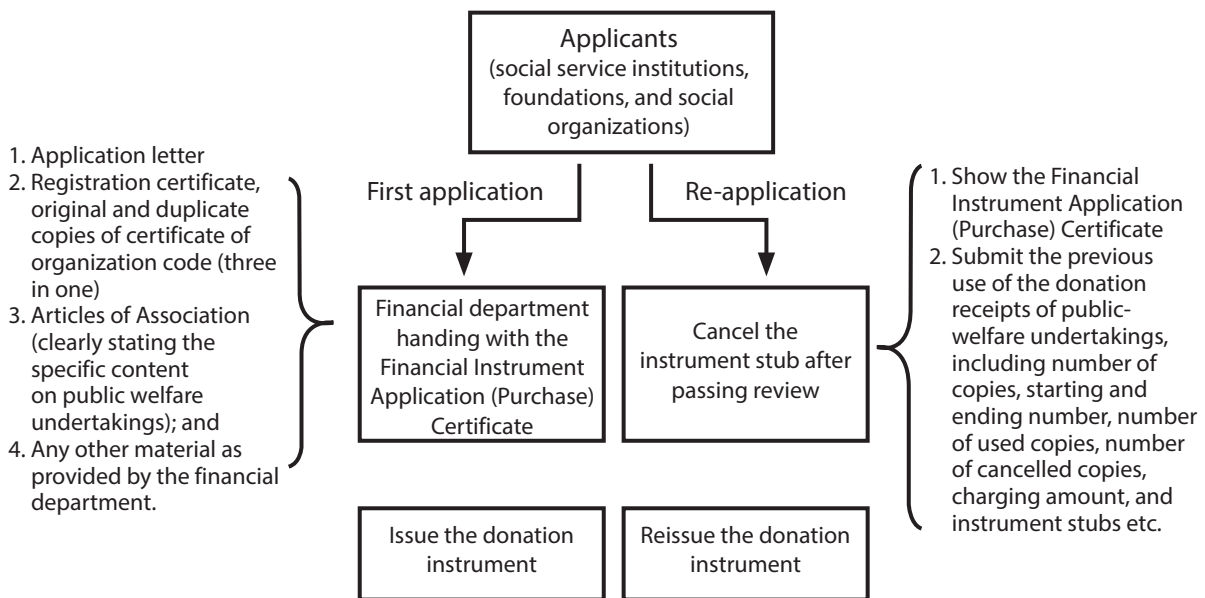 Applicants
(social service institutions,
foundations, and social
organizations)
First application
Re-application
1. Application letter
2. Registration certificate,
original and duplicate
copies of certificate of
organization code (three
in one)
3. Articles of Association
(clearly stating the
specific content
on public welfare
undertakings); and
4. Any other material as
provided by the financial
department.
Financial department
handing with the
Financial Instrument
Application (Purchase)
Certificate
Cancel the
instrument stub after
passing review
1. Show the Financial
Instrument Application
(Purchase) Certificate
2. Submit the previous
use of the donation
receipts of public-
welfare undertakings,
including number of
copies, starting and
ending number, number
of used copies, number
of cancelled copies,
charging amount, and
instrument stubs etc.
Issue the donation
instrument
Reissue the donation
instrument